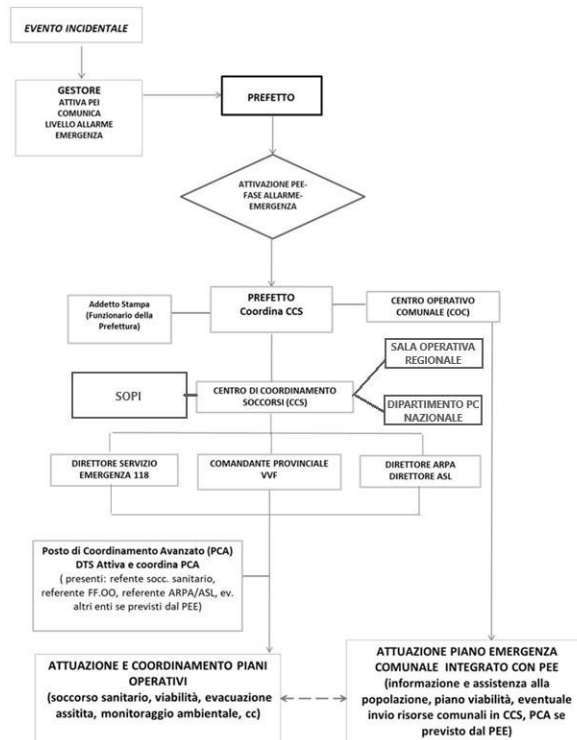 EVENTO INCIDENTALE
GESTORE
ATTIVA PEI
COMUNICA
LIVELLO ALLARME
EMERGENZA
PREFETTO
ATTIVAZIONE PEE-
FASE ALLARME-
EMERGENZA
Addetto Stampa
(Funzionario della
Prefettura)
PREFETTO
Coordina CCS
CENTRO OPERATIVO
COMUNALE (COC)
SALA OPERATIVA
REGIONALE
SOPI
CENTRO DI COORDINAMENTO
SOCCORSI (CCS)
DIPARTIMENTO PC
NAZIONALE
DIRETTORE SERVIZIO
EMERGENZA 118
COMANDANTE PROVINCIALE
VVF
DIRETTORE ARPA
DIRETTORE ASL
Posto di Coordinamento Avanzato (PCA)
DTS Attiva e coordina PCA
( presenti: refente socc. sanitario,
referente FF.OO, referente ARPA/ASL, ev.
altri enti se previsti dal PEE)
ATTUAZIONE E COORDINAMENTO PIANI
OPERATIVI
(soccorso sanitario, viabilità, evacuazione
assitita, monitoraggio ambientale, cc)
ATTUAZIONE PIANO EMERGENZA
COMUNALE INTEGRATO CON PEE
(informazione e assistenza alla
popolazione, piano viabilità, eventuale
invio risorse comunali in CCS, PCA se
previsto dal PEE)